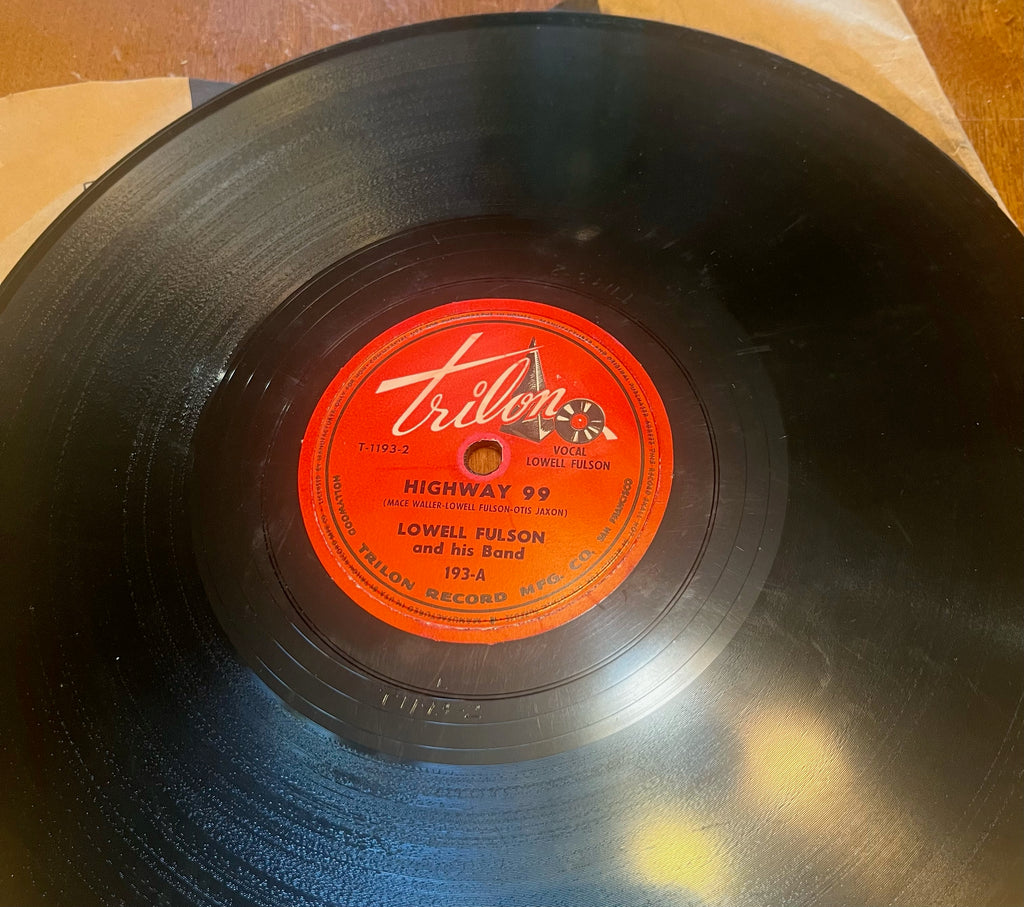 Trilon
T-1193-2
VOCAL
LOWELL FULSON
HIGHWAY 99
(MACE WALLER-LOWELL FULSON-OTIS JAXON)
LOWELL FULSON
and his Band
193-A
HOLLYWOOD TRILON RECORD MFG. CO. SAN FRANCISCO